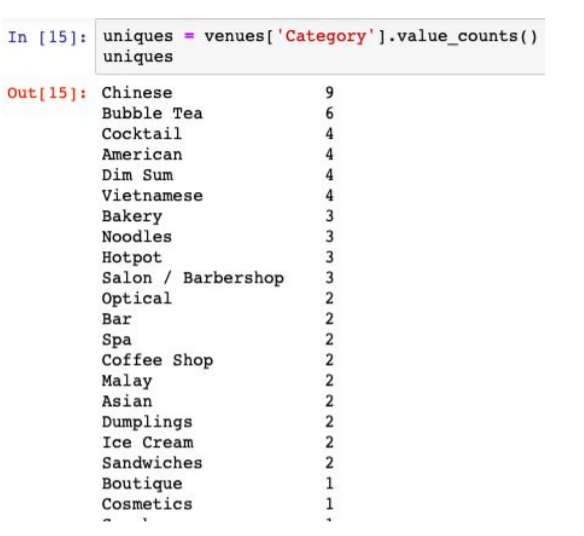 In [15]: uniques = venues['Category'].value_counts()
uniques
Out[15]: Chinese 9
Bubble Tea 6
Cocktail 4
American 4
Dim Sum 4
Vietnamese 4
Bakery 3
Noodles 3
Hotpot 3
Salon / Barbershop 3
Optical 2
Bar 2
Spa 2
Coffee Shop 2
Malay 2
Asian 2
Dumplings 2
Ice Cream 2
Sandwiches 2
Boutique 1
Cosmetics 1